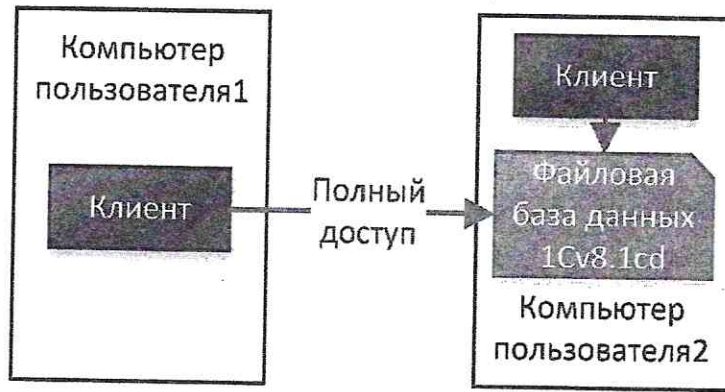 Компьютер
пользователя1
Клиент
Полный
доступ
Клиент
Файловая
база данных
1Cv8.1cd
Компьютер
пользователя2